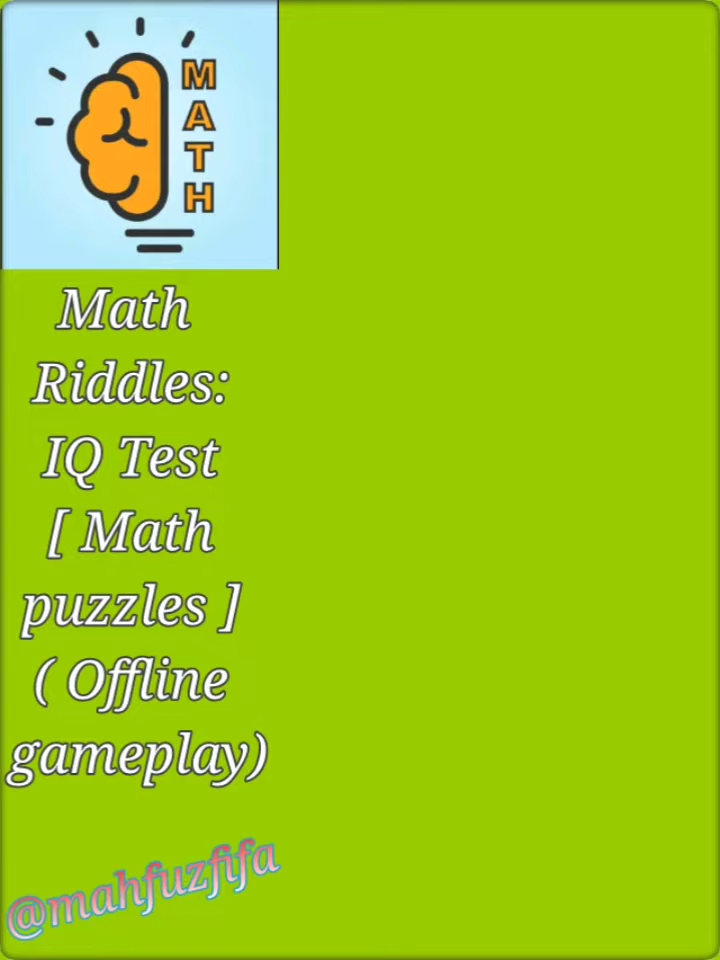 M
A
T
H
Math
Riddles:
IQ Test
[ Math
puzzles ]
( Offline
gameplay)
@mahfuzfifa